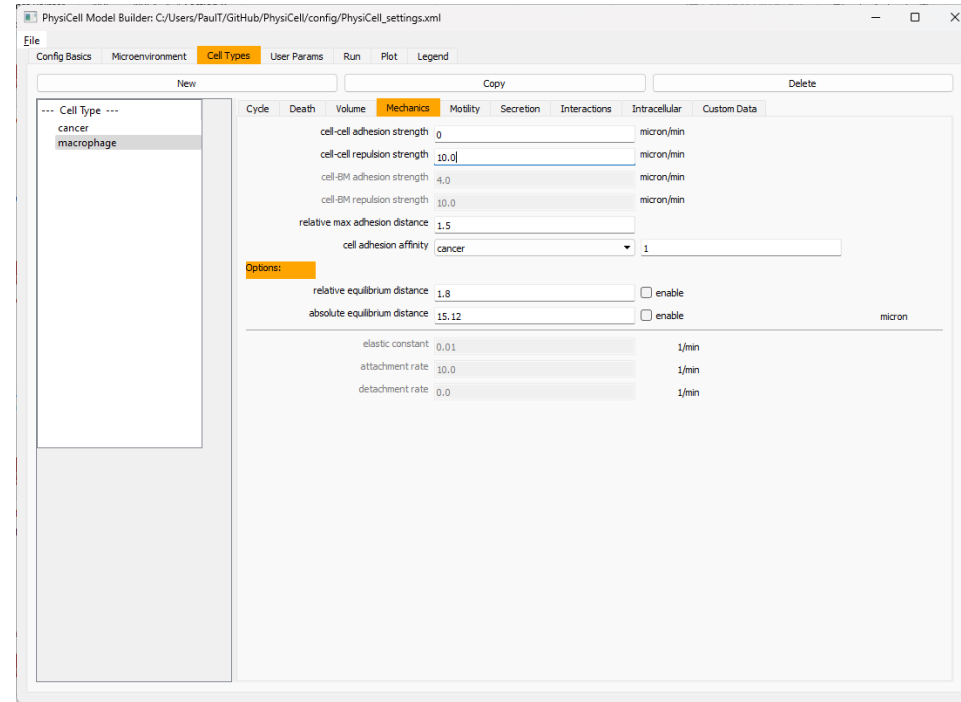 PhysiCell Model Builder: C:/Users/PaulT/GitHub/PhysiCell/config/PhysiCell_settings.xml
File
Config Basics Microenvironment Cell Types User Params Run Plot Legend
New Copy Delete
--- Cell Type ---
cancer
macrophage
Cycle Death Volume Mechanics Motility Secretion Interactions Intracellular Custom Data
cell-cell adhesion strength 0 micron/min
cell-cell repulsion strength 10.0 micron/min
cell-BM adhesion strength 4.0 micron/min
cell-BM repulsion strength 10.0 micron/min
relative max adhesion distance 1.5
cell adhesion affinity cancer 1
Options:
relative equilibrium distance 1.8 enable
absolute equilibrium distance 15.12 enable micron
elastic constant 0.01 1/min
attachment rate 10.0 1/min
detachment rate 0.0 1/min